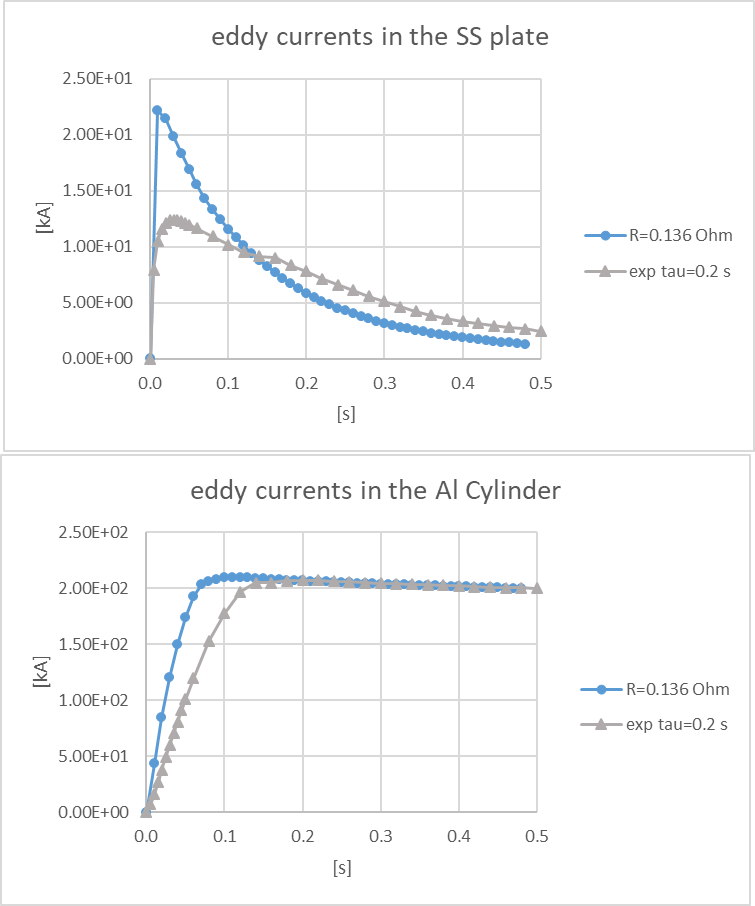 eddy currents in the SS plate
2.50E+01
2.00E+01
1.50E+01
1.00E+01
5.00E+00
0.00E+00
[kA]
0.0 0.1 0.2 0.3 0.4 0.5
[s]
R=0.136 Ohm
exp tau=0.2 s
eddy currents in the Al Cylinder
2.50E+02
2.00E+02
1.50E+02
1.00E+02
5.00E+01
0.00E+00
[kA]
0.0 0.1 0.2 0.3 0.4 0.5
[s]
R=0.136 Ohm
exp tau=0.2 s